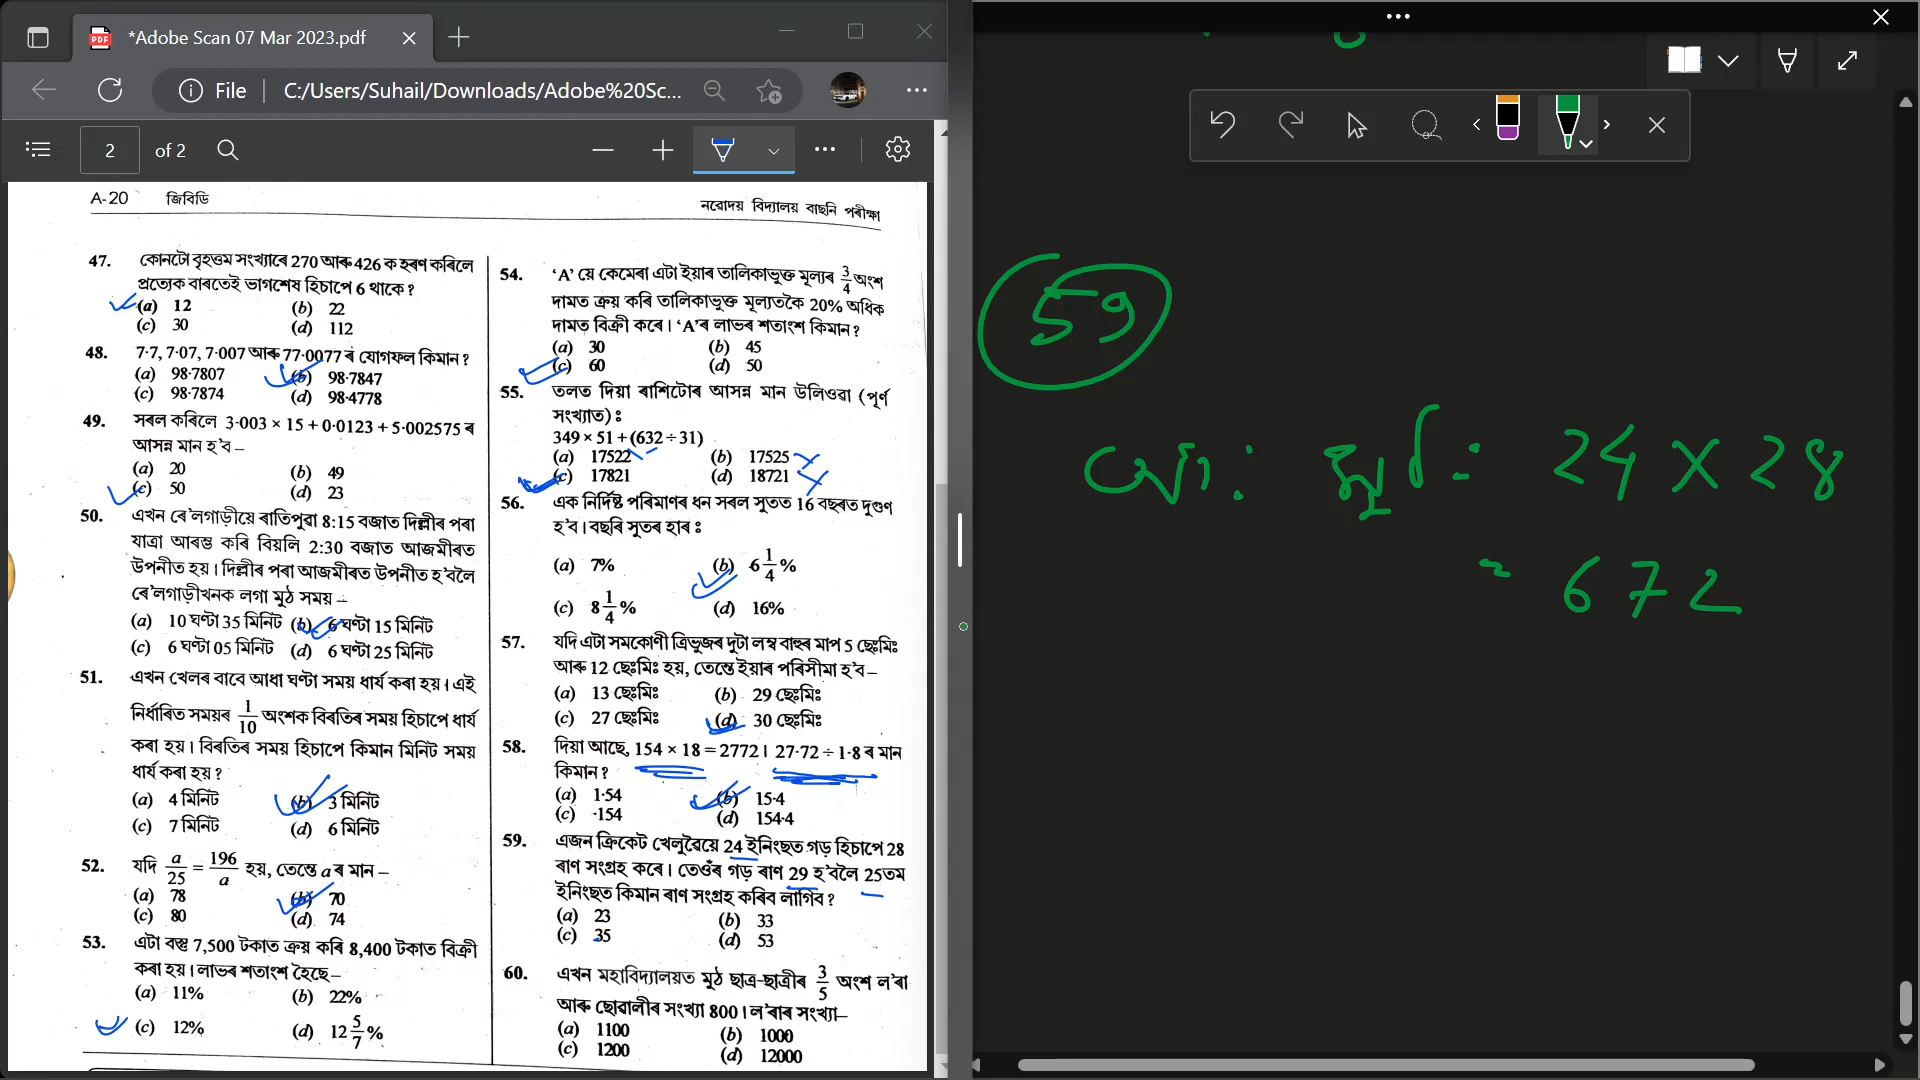 *Adobe Scan 07 Mar 2023.pdf
File
C:/Users/Suhail/Downloads/Adobe%20Sc...
2 of 2
A-20 জিবিডি
নৱোদয় বিদ্যালয় বাছনি পৰীক্ষা
47. কোনটো বৃহত্তম সংখ্যাৰে 270 আৰু 426 ক হৰণ কৰিলে
প্ৰত্যেক বাৰতেই ভাগশেষ হিচাপে 6 থাকে ?
(a) 12 (b) 22
(c) 30 (d) 112
48. 7·7, 7·07, 7·007 আৰু 77·0077 ৰ যোগফল কিমান ?
(a) 98·7807 (b) 98·7847
(c) 98·7874 (d) 98·4778
49. সৰল কৰিলে 3·003 × 15 + 0·0123 + 5·002575 ৰ
আসন্ন মান হ'ব –
(a) 20 (b) 49
(c) 50 (d) 23
50. এখন ৰে'লগাড়ীয়ে ৰাতিপুৱা 8:15 বজাত দিল্লীৰ পৰা
যাত্ৰা আৰম্ভ কৰি বিয়লি 2:30 বজাত আজমীৰত
উপনীত হয়। দিল্লীৰ পৰা আজমীৰত উপনীত হ'বলৈ
ৰে'লগাড়ীখনক লগা মুঠ সময় –
(a) 10 ঘণ্টা 35 মিনিট (b) 6 ঘণ্টা 15 মিনিট
(c) 6 ঘণ্টা 05 মিনিট (d) 6 ঘণ্টা 25 মিনিট
51. এখন খেলৰ বাবে আধা ঘণ্টা সময় ধাৰ্য কৰা হয়। এই
নিৰ্ধাৰিত সময়ৰ 1/10 অংশক বিৰতিৰ সময় হিচাপে ধাৰ্য
কৰা হয়। বিৰতিৰ সময় হিচাপে কিমান মিনিট সময়
ধাৰ্য কৰা হয় ?
(a) 4 মিনিট (b) 3 মিনিট
(c) 7 মিনিট (d) 6 মিনিট
52. যদি a/25 = 196/a হয়, তেন্তে a ৰ মান –
(a) 78 (b) 70
(c) 80 (d) 74
53. এটা বস্তু 7,500 টকাত ক্ৰয় কৰি 8,400 টকাত বিক্ৰী
কৰা হয়। লাভৰ শতাংশ হৈছে –
(a) 11% (b) 22%
(c) 12% (d) 12 5/7 %
54. 'A' য়ে কেমেৰা এটা ইয়াৰ তালিকাভুক্ত মূল্যৰ 3/4 অংশ
দামত ক্ৰয় কৰি তালিকাভুক্ত মূল্যতকৈ 20% অধিক
দামত বিক্ৰী কৰে। 'A'ৰ লাভৰ শতাংশ কিমান ?
(a) 30 (b) 45
(c) 60 (d) 50
55. তলত দিয়া ৰাশিটোৰ আসন্ন মান উলিওৱা (পূৰ্ণ
সংখ্যাত) :
349 × 51 + (632 ÷ 31)
(a) 17522 (b) 17525
(c) 17821 (d) 18721
56. এক নিৰ্দিষ্ট পৰিমাণৰ ধন সৰল সুতত 16 বছৰত দুগুণ
হ'ব। বছৰি সুতৰ হাৰ :
(a) 7% (b) 6 1/4 %
(c) 8 1/4 % (d) 16%
57. যদি এটা সমকোণী ত্ৰিভুজৰ দুটা লম্ব বাহুৰ মাপ 5 ছেঃমিঃ
আৰু 12 ছেঃমিঃ হয়, তেন্তে ইয়াৰ পৰিসীমা হ'ব –
(a) 13 ছেঃমিঃ (b) 29 ছেঃমিঃ
(c) 27 ছেঃমিঃ (d) 30 ছেঃমিঃ
58. দিয়া আছে, 154 × 18 = 2772। 27·72 ÷ 1·8 ৰ মান
কিমান ?
(a) 1·54 (b) 15·4
(c) ·154 (d) 154·4
59. এজন ক্ৰিকেট খেলুৱৈয়ে 24 ইনিংছত গড় হিচাপে 28
ৰাণ সংগ্ৰহ কৰে। তেওঁৰ গড় ৰাণ 29 হ'বলৈ 25তম
ইনিংছত কিমান ৰাণ সংগ্ৰহ কৰিব লাগিব ?
(a) 23 (b) 33
(c) 35 (d) 53
60. এখন মহাবিদ্যালয়ত মুঠ ছাত্ৰ-ছাত্ৰীৰ 3/5 অংশ ল'ৰা
আৰু ছোৱালীৰ সংখ্যা 800। ল'ৰাৰ সংখ্যা –
(a) 1100 (b) 1000
(c) 1200 (d) 12000
59
24 X 28
= 672